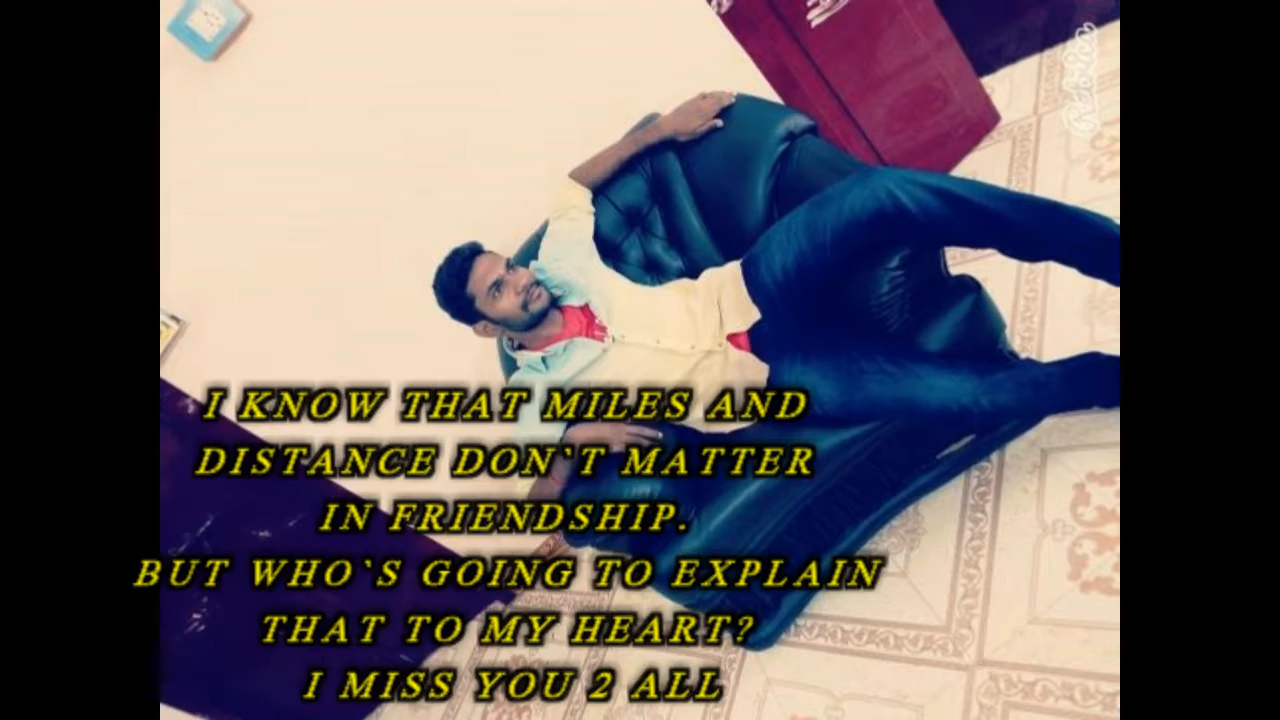 I KNOW THAT MILES AND
DISTANCE DON`T MATTER
IN FRIENDSHIP.
BUT WHO`S GOING TO EXPLAIN
THAT TO MY HEART?
I MISS YOU 2 ALL